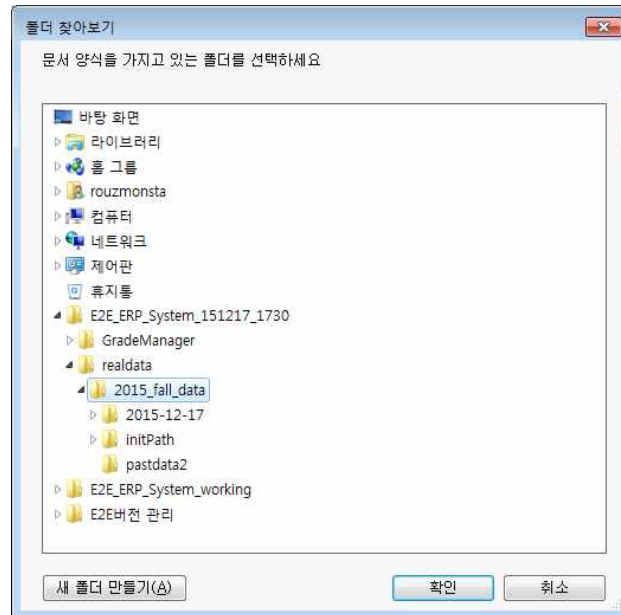 폴더 찾아보기
문서 양식을 가지고 있는 폴더를 선택하세요
바탕 화면
라이브러리
홈 그룹
rouzmonsta
컴퓨터
네트워크
제어판
휴지통
E2E_ERP_System_151217_1730
GradeManager
realdata
2015_fall_data
2015-12-17
initPath
pastdata2
E2E_ERP_System_working
E2E버전 관리
새 폴더 만들기(A) 확인 취소